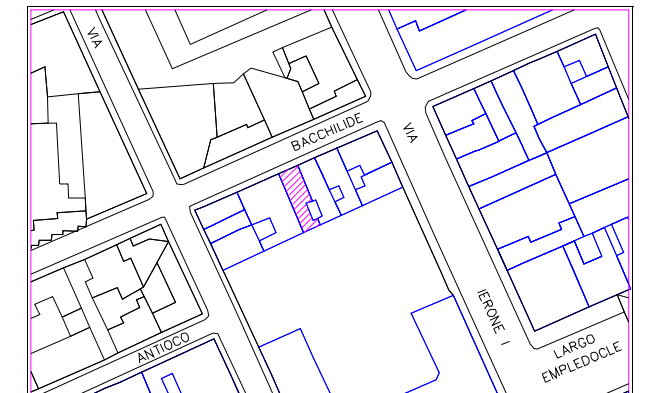 VIA
BACCHILIDE
VIA
IERONE I
ANTIOCO
LARGO
EMPLEDOCLE